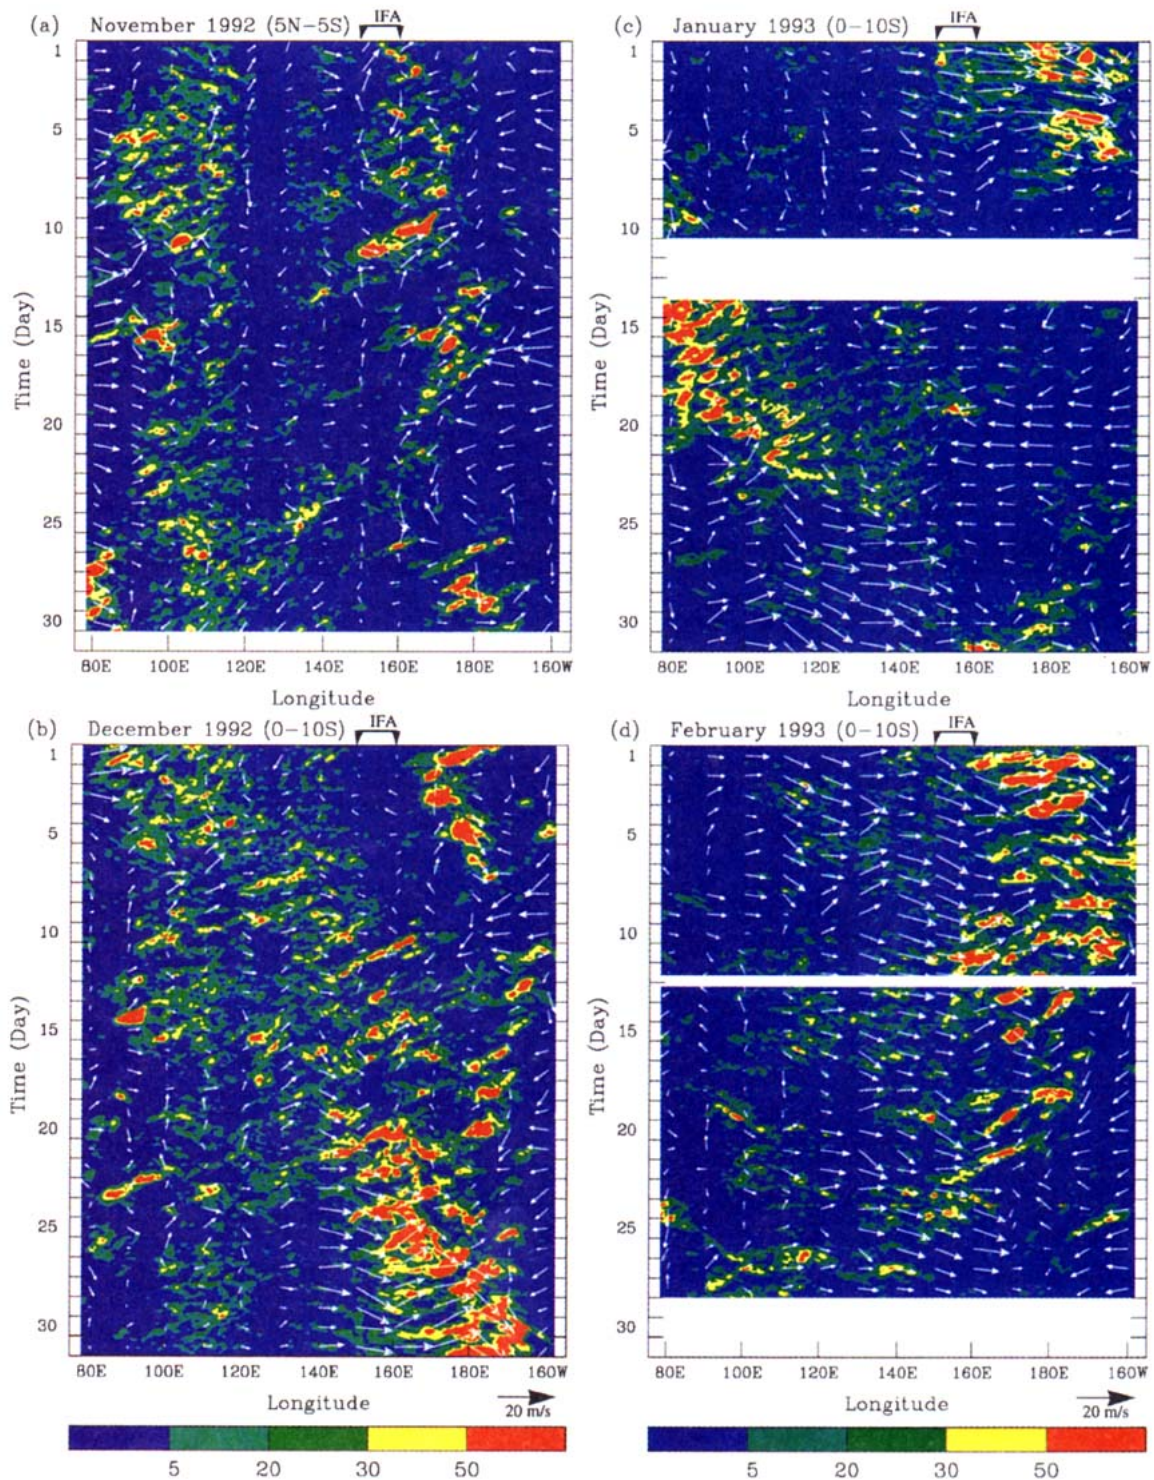 (a) November 1992 (5N-5S)
IFA
1
5
10
15
20
25
30
Time (Day)
80E 100E 120E 140E 160E 180E 160W
Longitude
(b) December 1992 (0-10S)
IFA
1
5
10
15
20
25
30
Time (Day)
80E 100E 120E 140E 160E 180E 160W
Longitude
20 m/s
5 20 30 50
(c) January 1993 (0-10S)
IFA
1
5
10
15
20
25
30
Time (Day)
80E 100E 120E 140E 160E 180E 160W
Longitude
(d) February 1993 (0-10S)
IFA
1
5
10
15
20
25
30
Time (Day)
80E 100E 120E 140E 160E 180E 160W
Longitude
20 m/s
5 20 30 50